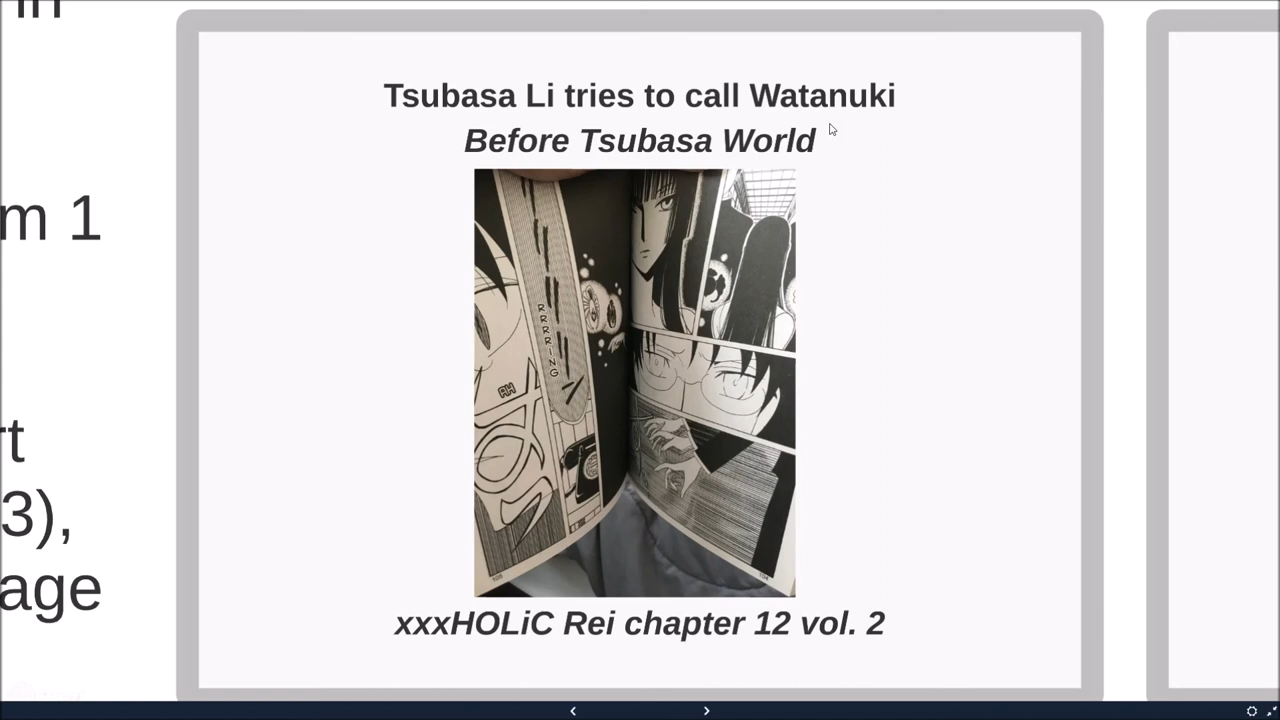 in
m 1
rt
3),
age
Tsubasa Li tries to call Watanuki
Before Tsubasa World
RRRRING
AH
xxxHOLiC Rei chapter 12 vol. 2